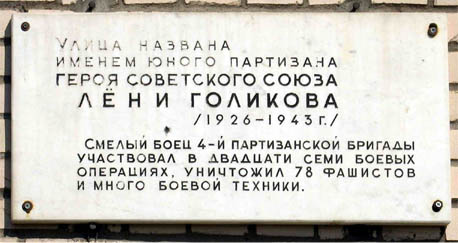 Улица названа
именем юного партизана
героя Советского Союза
Лёни Голикова
/1926-1943 г./
Смелый боец 4-й партизанской бригады
участвовал в двадцати семи боевых
операциях, уничтожил 78 фашистов
и много боевой техники.